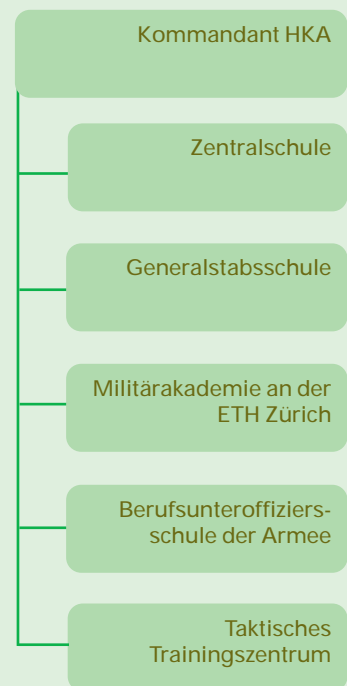 Kommandant HKA
Zentralschule
Generalstabsschule
Militärakademie an der
ETH Zürich
Berufsunteroffiziers-
schule der Armee
Taktisches
Trainingszentrum